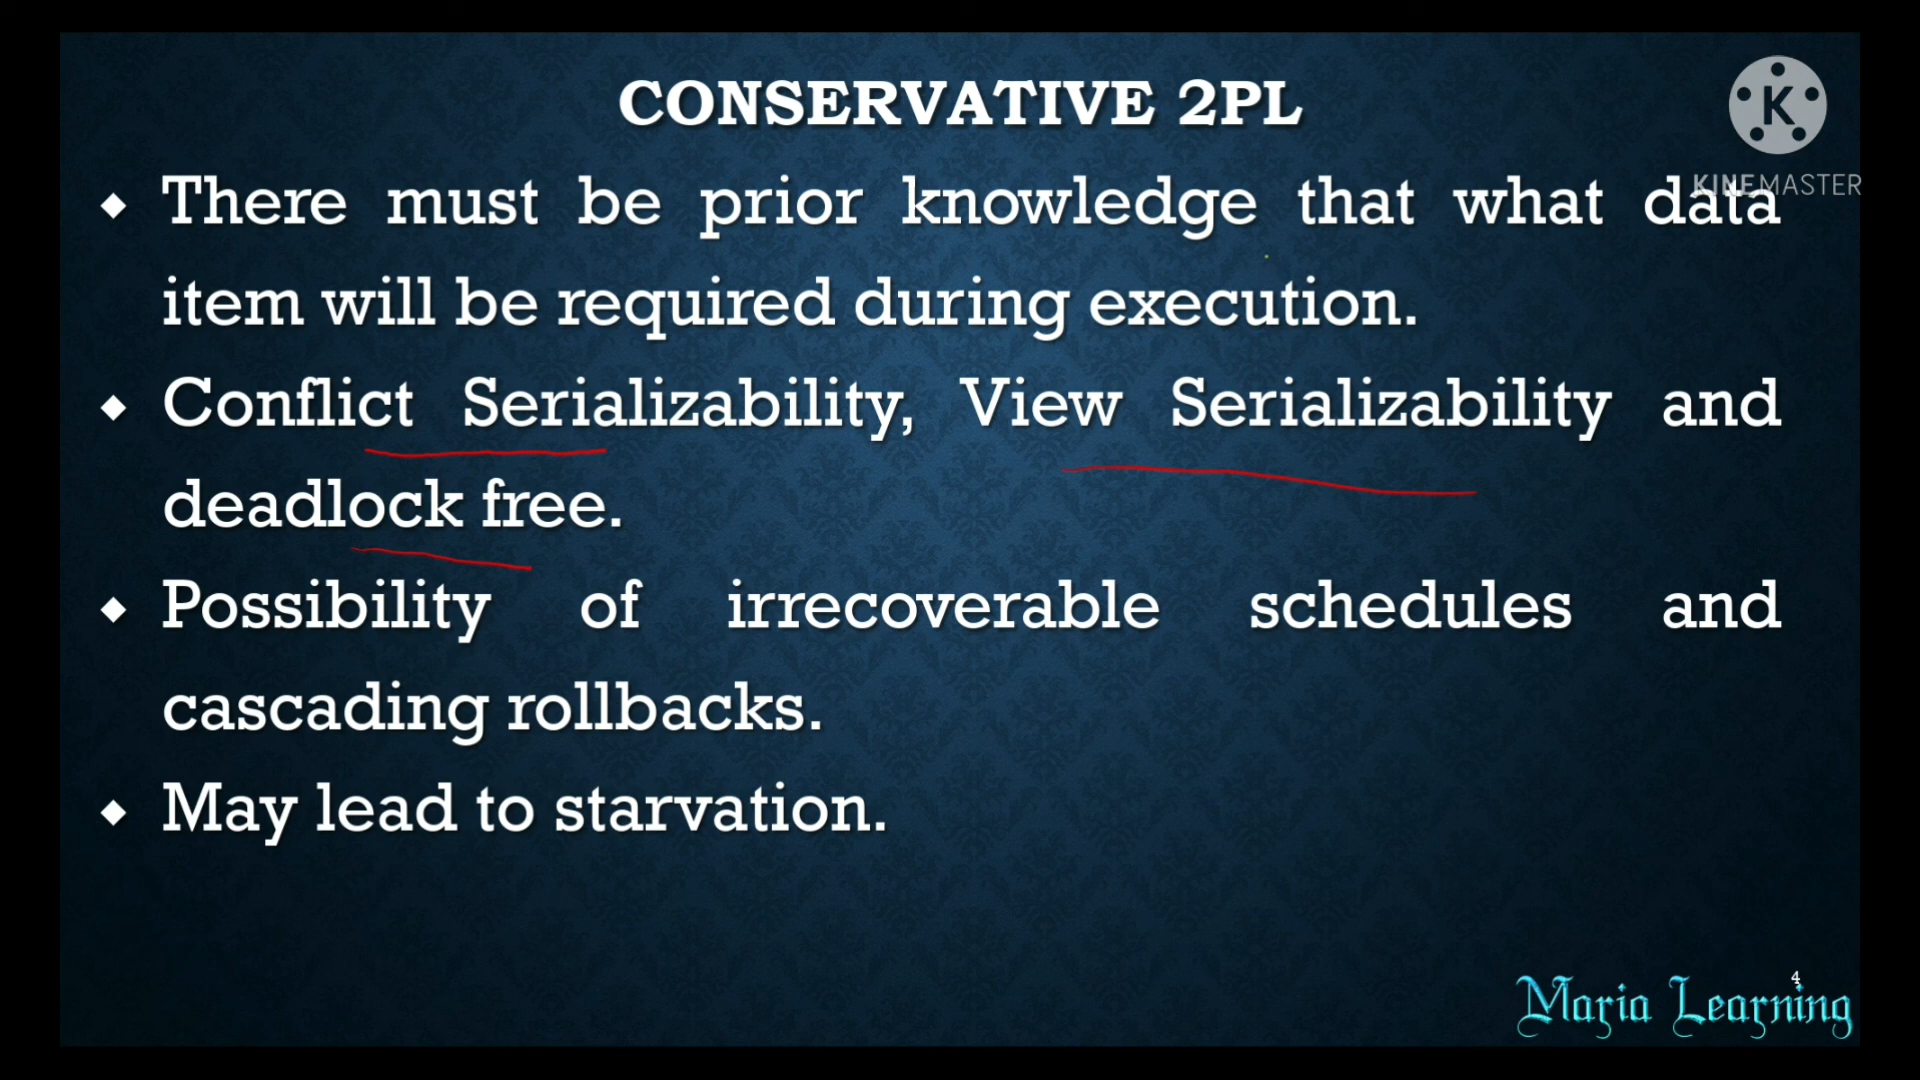 CONSERVATIVE 2PL
K
KINEMASTER
There must be prior knowledge that what data
item will be required during execution.
Conflict Serializability, View Serializability and
deadlock free.
Possibility of irrecoverable schedules and
cascading rollbacks.
May lead to starvation.
4
Maria Learning